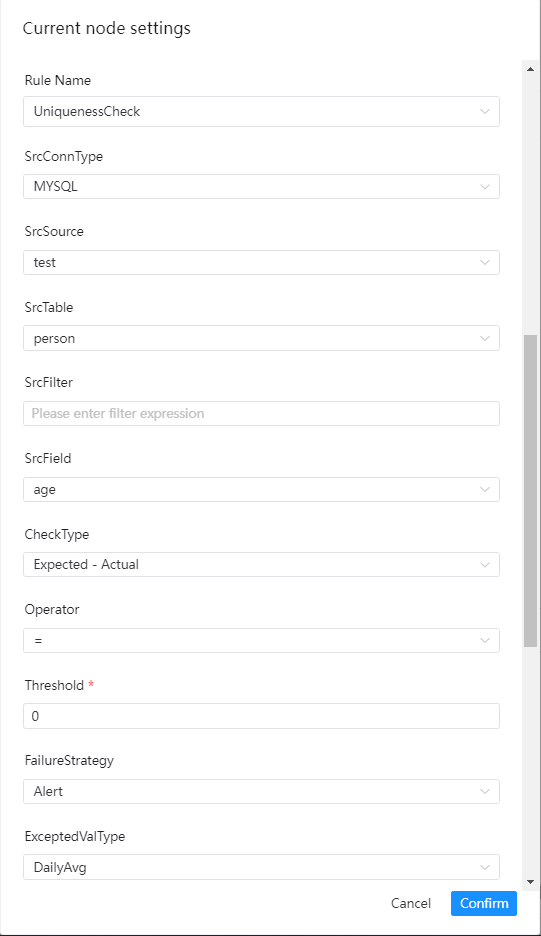 Current node settings
Rule Name
UniquenessCheck
SrcConnType
MYSQL
SrcSource
test
SrcTable
person
SrcFilter
Please enter filter expression
SrcField
age
CheckType
Expected - Actual
Operator
=
Threshold *
0
FailureStrategy
Alert
ExceptedValType
DailyAvg
Cancel Confirm